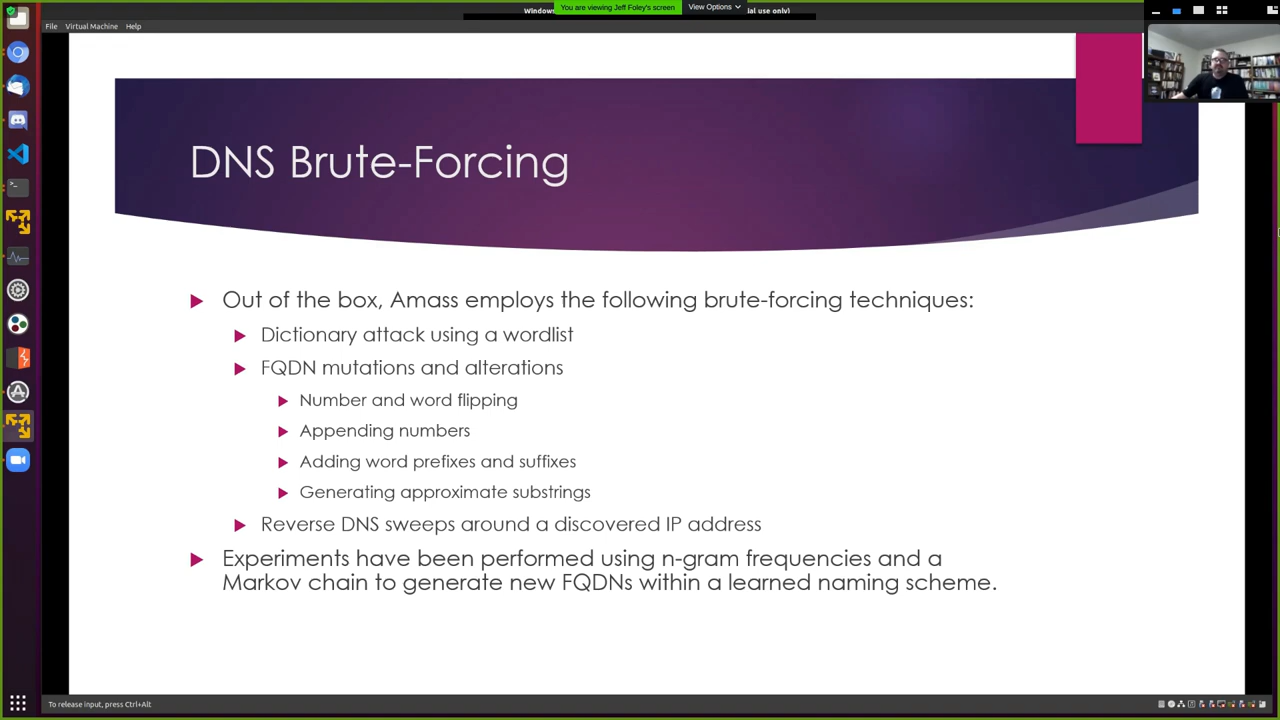 Windows
You are viewing Jeff Foley's screen
View Options
ial use only)
File Virtual Machine Help
DNS Brute-Forcing
Out of the box, Amass employs the following brute-forcing techniques:
Dictionary attack using a wordlist
FQDN mutations and alterations
Number and word flipping
Appending numbers
Adding word prefixes and suffixes
Generating approximate substrings
Reverse DNS sweeps around a discovered IP address
Experiments have been performed using n-gram frequencies and a
Markov chain to generate new FQDNs within a learned naming scheme.
To release input, press Ctrl+Alt